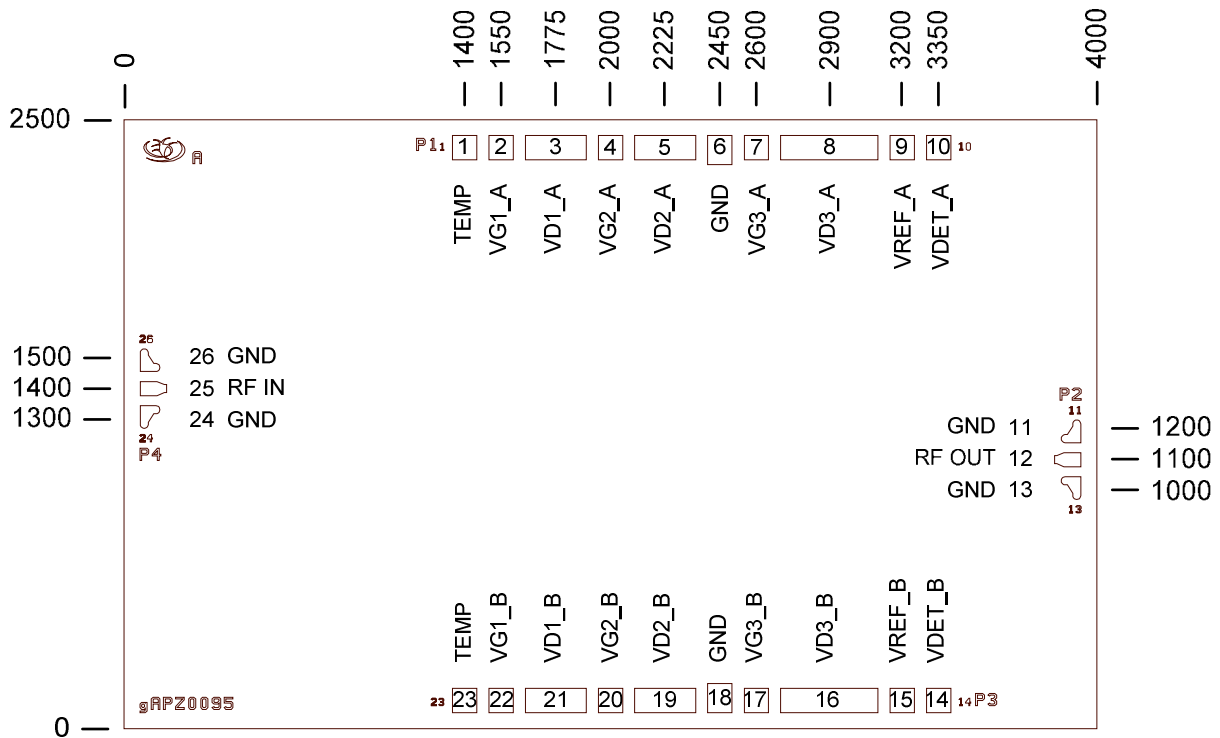 0 1400 1550 1775 2000 2225 2450 2600 2900 3200 3350 4000
2500
A P1 1 1 2 3 4 5 6 7 8 9 10 10
TEMP VG1_A VD1_A VG2_A VD2_A GND VG3_A VD3_A VREF_A VDET_A
26
1500 26 GND
1400 25 RF IN
1300 24 GND
24
P4
P2
11
GND 11 1200
RF OUT 12 1100
GND 13 1000
13
TEMP VG1_B VD1_B VG2_B VD2_B GND VG3_B VD3_B VREF_B VDET_B
gAPZ0095 23 23 22 21 20 19 18 17 16 15 14 14 P3
0